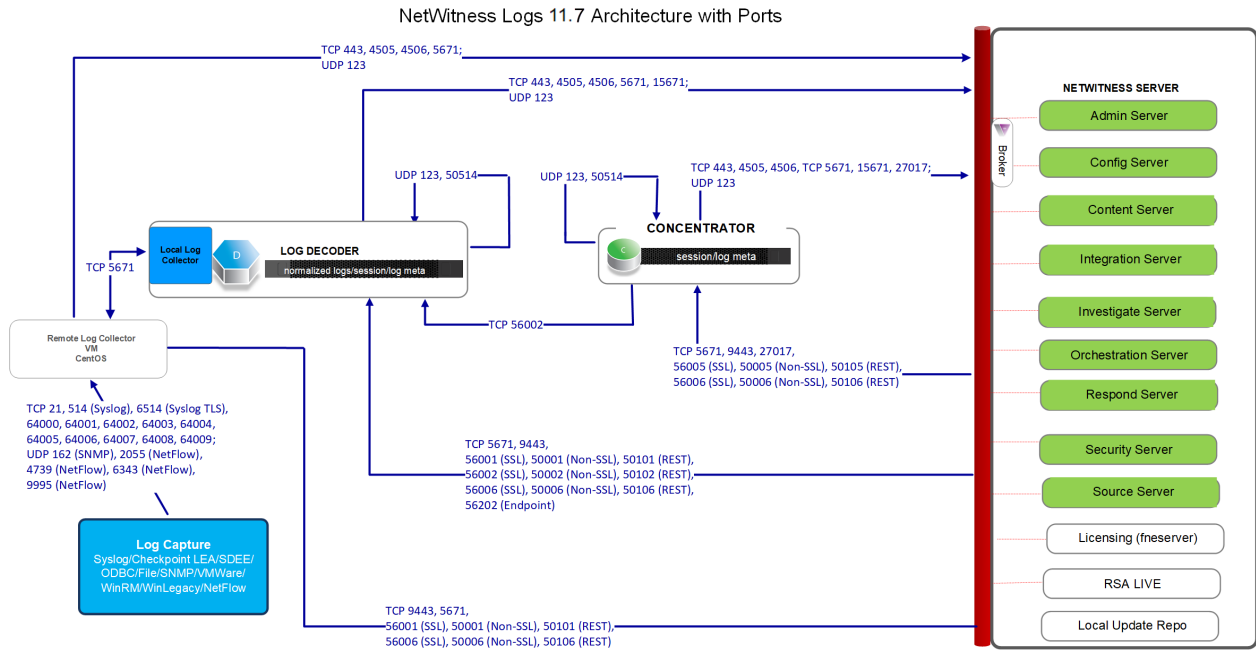 NetWitness Logs 11.7 Architecture with Ports
TCP 443, 4505, 4506, 5671;
UDP 123
TCP 443, 4505, 4506, 5671, 15671;
UDP 123
TCP 443, 4505, 4506, TCP 5671, 15671, 27017;
UDP 123
UDP 123, 50514
UDP 123, 50514
Local Log
Collector
D
LOG DECODER
normalized logs/session/log meta
CONCENTRATOR
C
session/log meta
TCP 5671
TCP 56002
Remote Log Collector
VM
CentOS
TCP 5671, 9443, 27017,
56005 (SSL), 50005 (Non-SSL), 50105 (REST),
56006 (SSL), 50006 (Non-SSL), 50106 (REST)
TCP 21, 514 (Syslog), 6514 (Syslog TLS),
64000, 64001, 64002, 64003, 64004,
64005, 64006, 64007, 64008, 64009;
UDP 162 (SNMP), 2055 (NetFlow),
4739 (NetFlow), 6343 (NetFlow),
9995 (NetFlow)
TCP 5671, 9443,
56001 (SSL), 50001 (Non-SSL), 50101 (REST),
56002 (SSL), 50002 (Non-SSL), 50102 (REST),
56006 (SSL), 50006 (Non-SSL), 50106 (REST),
56202 (Endpoint)
Log Capture
Syslog/Checkpoint LEA/SDEE/
ODBC/File/SNMP/VMWare/
WinRM/WinLegacy/NetFlow
TCP 9443, 5671,
56001 (SSL), 50001 (Non-SSL), 50101 (REST),
56006 (SSL), 50006 (Non-SSL), 50106 (REST)
NETWITNESS SERVER
Broker
Admin Server
Config Server
Content Server
Integration Server
Investigate Server
Orchestration Server
Respond Server
Security Server
Source Server
Licensing (fneserver)
RSA LIVE
Local Update Repo